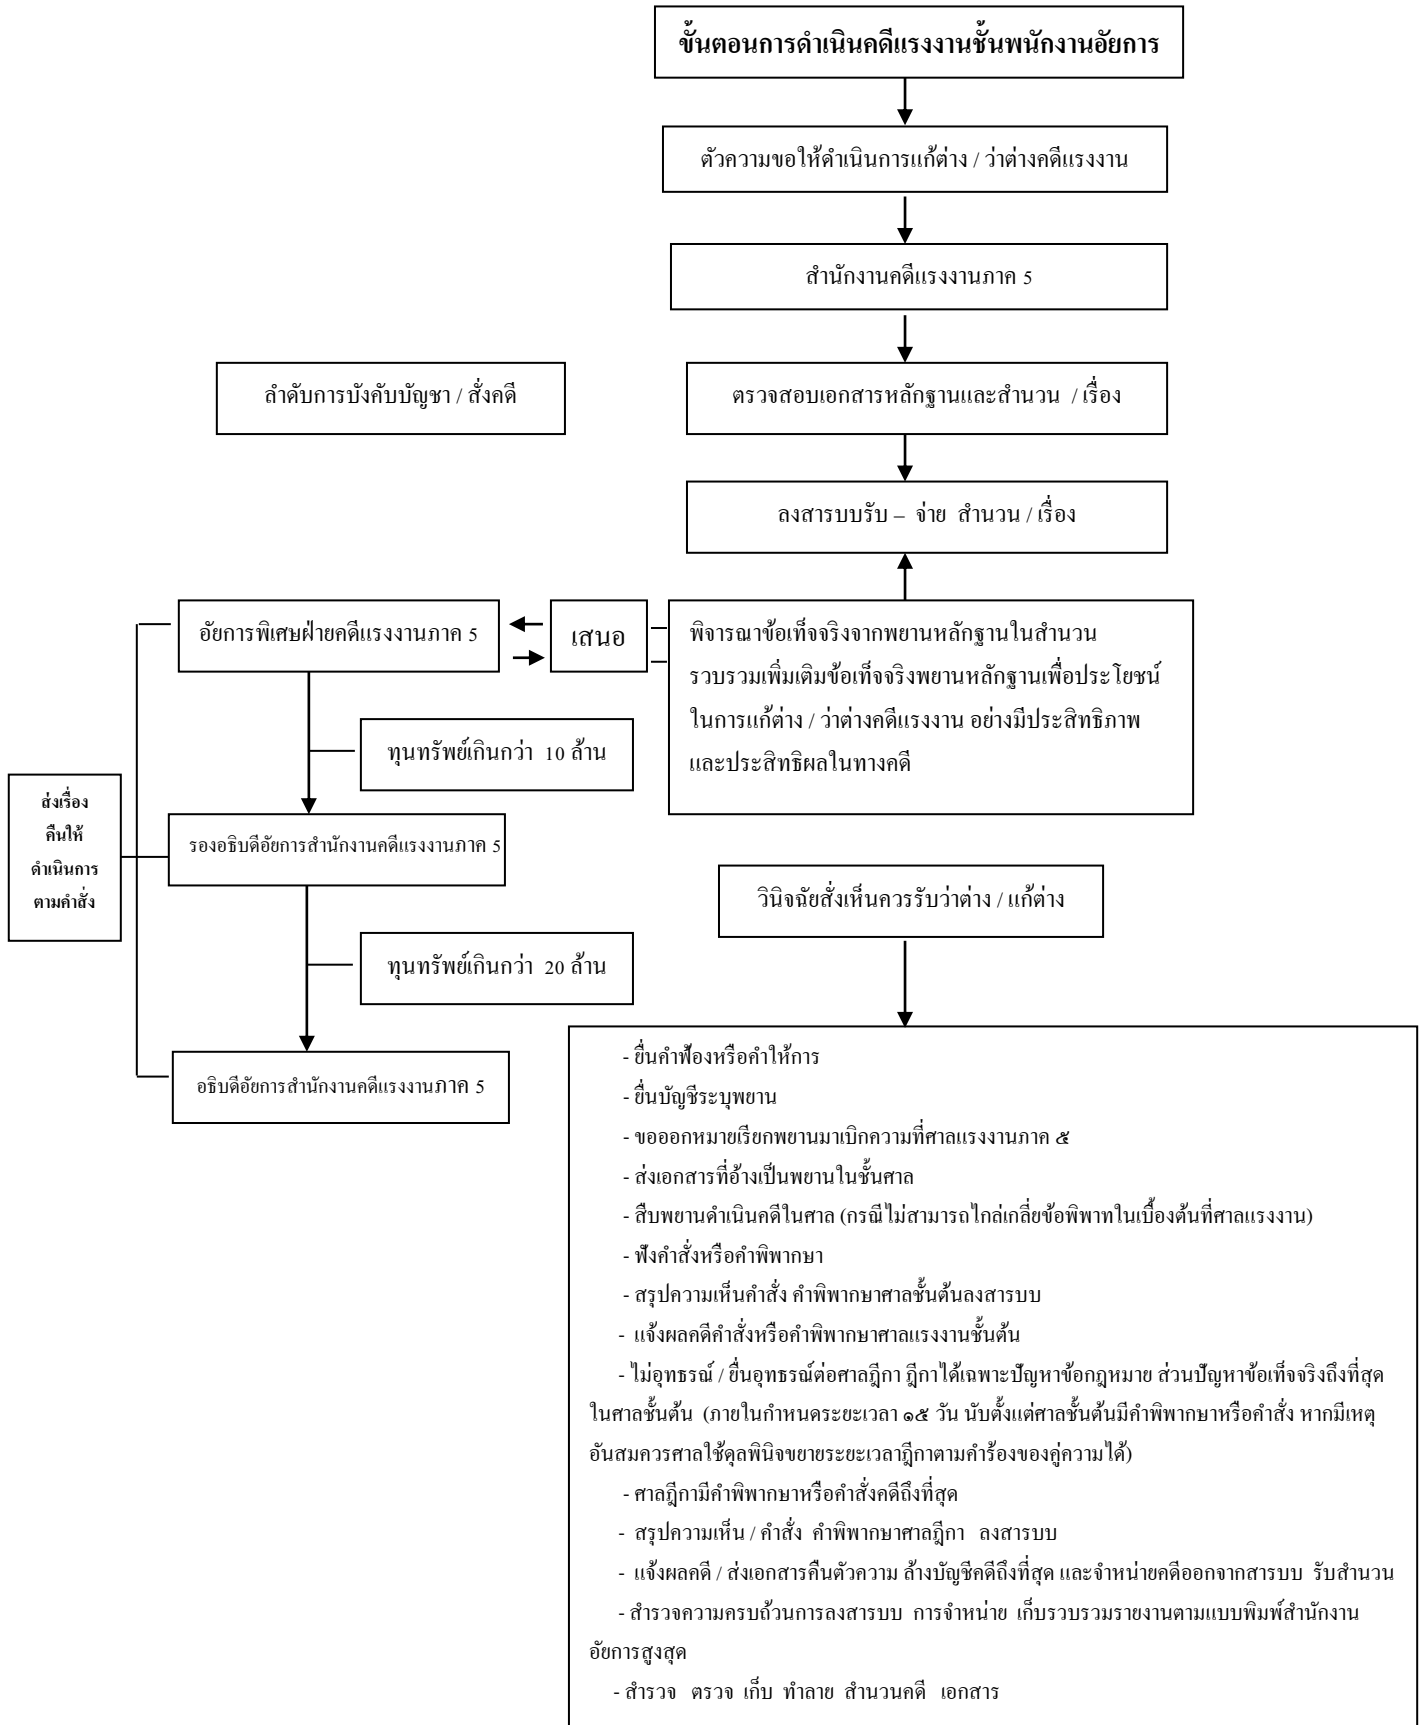 ขั้นตอนการดำเนินคดีแรงงานชั้นพนักงานอัยการ
ตัวความขอให้ดำเนินการแก้ต่าง / ว่าต่างคดีแรงงาน
สำนักงานคดีแรงงานภาค 5
ลำดับการบังคับบัญชา / สั่งคดี
ตรวจสอบเอกสารหลักฐานและสำนวน / เรื่อง
ลงสารบบรับ – จ่าย สำนวน / เรื่อง
อัยการพิเศษฝ่ายคดีแรงงานภาค 5
เสนอ
พิจารณาข้อเท็จจริงจากพยานหลักฐานในสำนวน
รวบรวมเพิ่มเติมข้อเท็จจริงพยานหลักฐานเพื่อประโยชน์
ในการแก้ต่าง / ว่าต่างคดีแรงงาน อย่างมีประสิทธิภาพ
และประสิทธิผลในทางคดี
ทุนทรัพย์เกินกว่า 10 ล้าน
ส่งเรื่อง
คืนให้
ดำเนินการ
ตามคำสั่ง
รองอธิบดีอัยการสำนักงานคดีแรงงานภาค 5
วินิจฉัยสั่งเห็นควรรับว่าต่าง / แก้ต่าง
ทุนทรัพย์เกินกว่า 20 ล้าน
อธิบดีอัยการสำนักงานคดีแรงงานภาค 5
- ยื่นคำฟ้องหรือคำให้การ
- ยื่นบัญชีระบุพยาน
- ขอออกหมายเรียกพยานมาเบิกความที่ศาลแรงงานภาค ๕
- ส่งเอกสารที่อ้างเป็นพยานในชั้นศาล
- สืบพยานดำเนินคดีในศาล (กรณีไม่สามารถไกล่เกลี่ยข้อพิพาทในเบื้องต้นที่ศาลแรงงาน)
- ฟังคำสั่งหรือคำพิพากษา
- สรุปความเห็นคำสั่ง คำพิพากษาศาลชั้นต้นลงสารบบ
- แจ้งผลคดีคำสั่งหรือคำพิพากษาศาลแรงงานชั้นต้น
- ไม่อุทธรณ์ / ยื่นอุทธรณ์ต่อศาลฎีกา ฎีกาได้เฉพาะปัญหาข้อกฎหมาย ส่วนปัญหาข้อเท็จจริงถึงที่สุด
ในศาลชั้นต้น (ภายในกำหนดระยะเวลา ๑๕ วัน นับตั้งแต่ศาลชั้นต้นมีคำพิพากษาหรือคำสั่ง หากมีเหตุ
อันสมควรศาลใช้ดุลพินิจขยายระยะเวลาฎีกาตามคำร้องของคู่ความได้)
- ศาลฎีกามีคำพิพากษาหรือคำสั่งคดีถึงที่สุด
- สรุปความเห็น / คำสั่ง คำพิพากษาศาลฎีกา ลงสารบบ
- แจ้งผลคดี / ส่งเอกสารคืนตัวความ ล้างบัญชีคดีถึงที่สุด และจำหน่ายคดีออกจากสารบบ รับสำนวน
- สำรวจความครบถ้วนการลงสารบบ การจำหน่าย เก็บรวบรวมรายงานตามแบบพิมพ์สำนักงาน
อัยการสูงสุด
- สำรวจ ตรวจ เก็บ ทำลาย สำนวนคดี เอกสาร